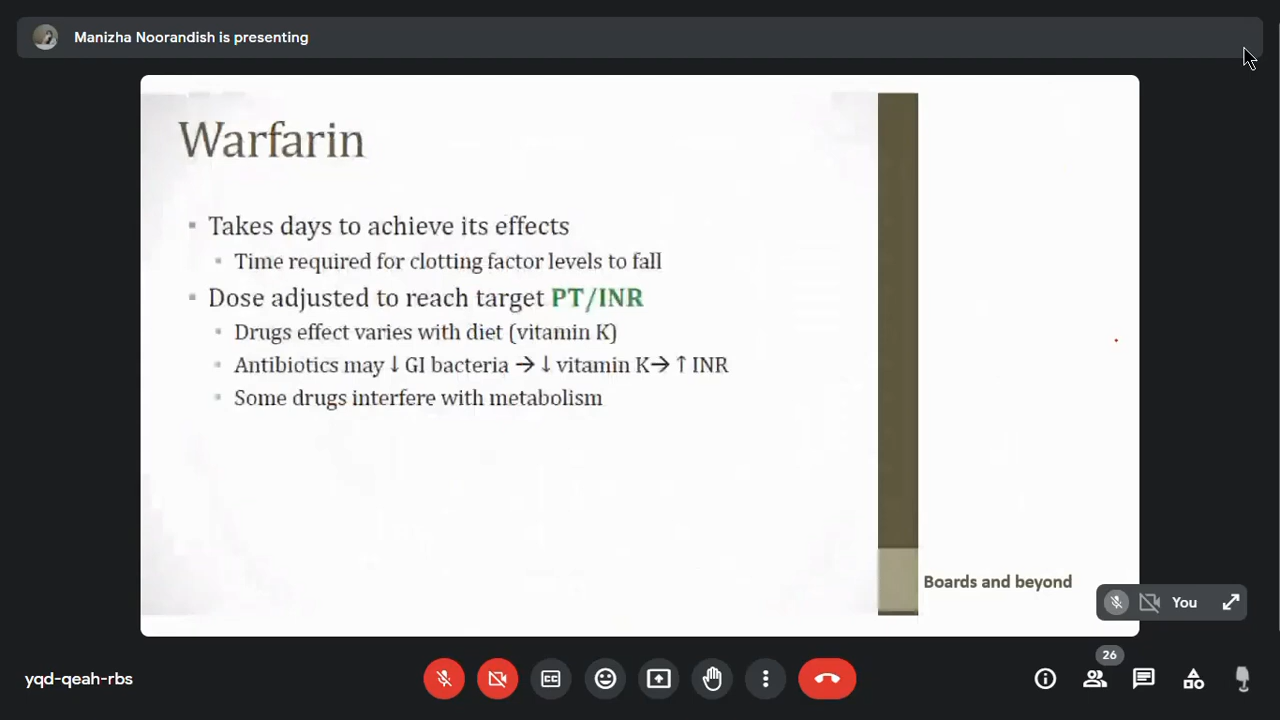 Manizha Noorandish is presenting
Warfarin
▪ Takes days to achieve its effects
▪ Time required for clotting factor levels to fall
▪ Dose adjusted to reach target PT/INR
▪ Drugs effect varies with diet (vitamin K)
▪ Antibiotics may ↓ GI bacteria → ↓ vitamin K→ ↑ INR
▪ Some drugs interfere with metabolism
Boards and beyond
You
26
yqd-qeah-rbs
CC